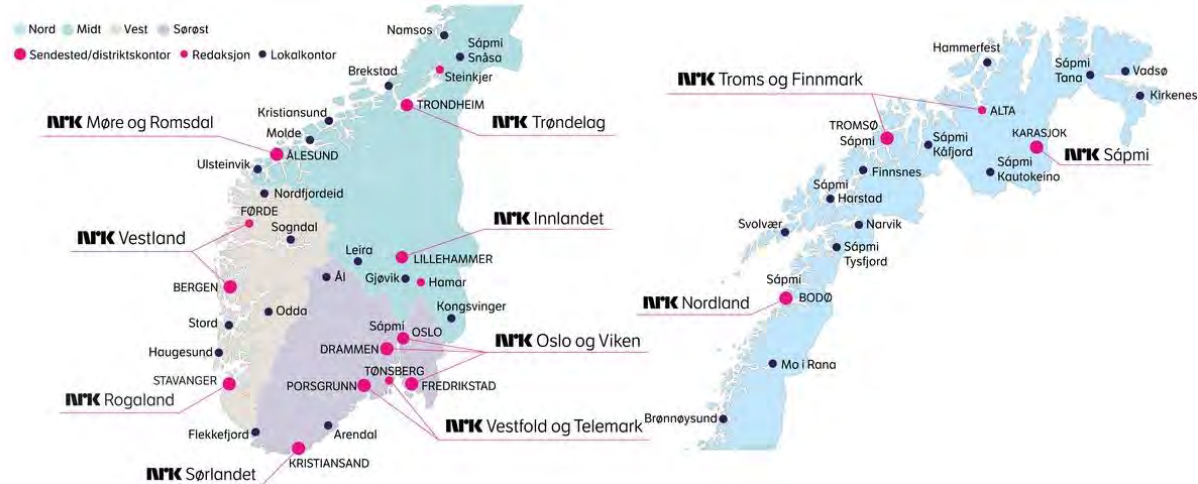 Nord Midt Vest Sørøst
Sendested/distriktskontor Redaksjon Lokalkontor
Namsos
Sápmi
Snåsa
Steinkjer
Brekstad
TRONDHEIM
NRK Trøndelag
Kristiansund
NRK Møre og Romsdal
Molde
ÅLESUND
Ulsteinvik
Nordfjordeid
FØRDE
Sogndal
NRK Vestland
NRK Innlandet
Leira
LILLEHAMMER
Ål
Gjøvik
Hamar
BERGEN
Odda
Kongsvinger
Stord
Sápmi
OSLO
NRK Oslo og Viken
DRAMMEN
Haugesund
TØNSBERG
STAVANGER
PORSGRUNN
FREDRIKSTAD
NRK Rogaland
NRK Vestfold og Telemark
Flekkefjord
Arendal
KRISTIANSAND
NRK Sørlandet
Hammerfest
Sápmi
Tana
Vadsø
Kirkenes
NRK Troms og Finnmark
ALTA
TROMSØ
Sápmi
KARASJOK
NRK Sápmi
Sápmi
Kåfjord
Sápmi
Kautokeino
Finnsnes
Sápmi
Harstad
Svolvær
Narvik
Sápmi
Tysfjord
Sápmi
BODØ
NRK Nordland
Mo i Rana
Brønnøysund